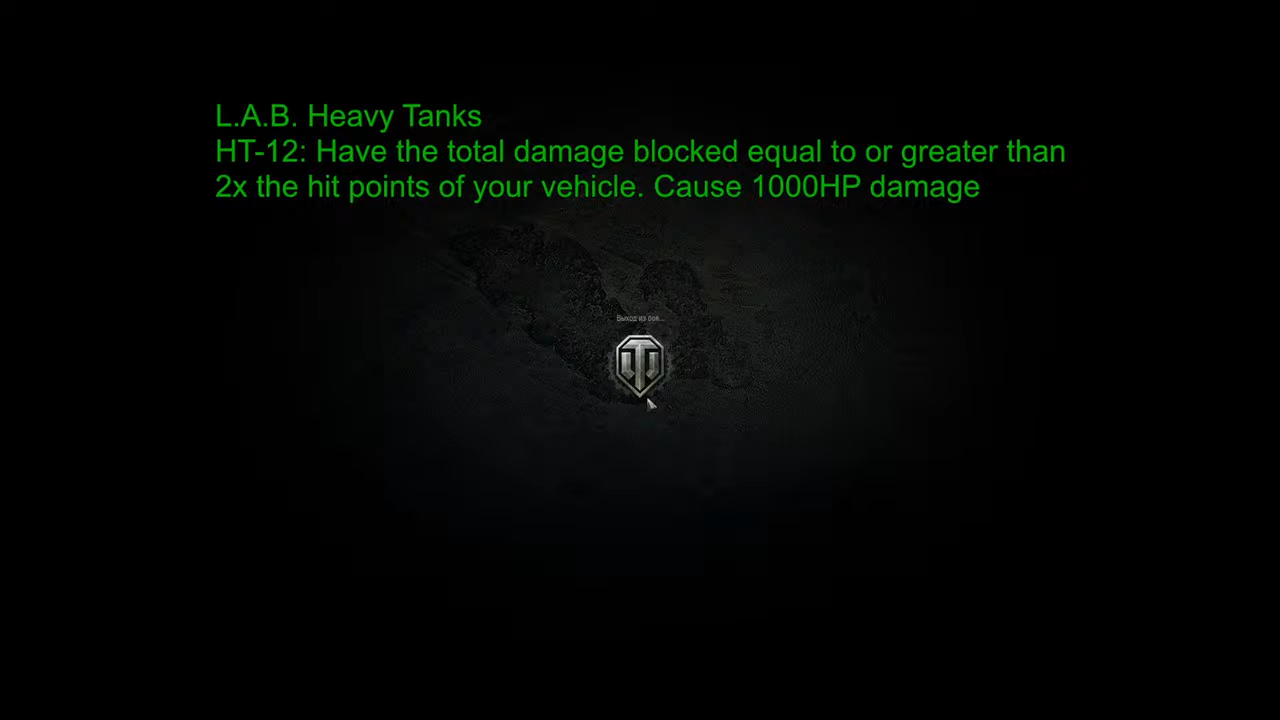 L.A.B. Heavy Tanks
HT-12: Have the total damage blocked equal to or greater than
2x the hit points of your vehicle. Cause 1000HP damage
Выход из боя...